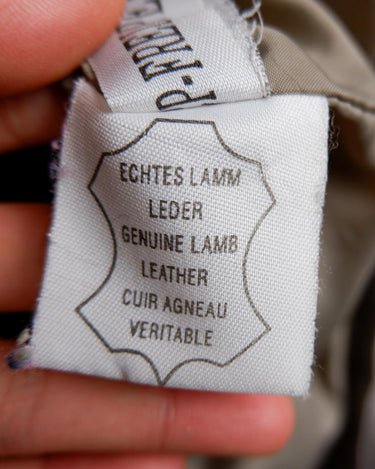 ECHTES LAMM
LEDER
GENUINE LAMB
LEATHER
CUIR AGNEAU
VERITABLE